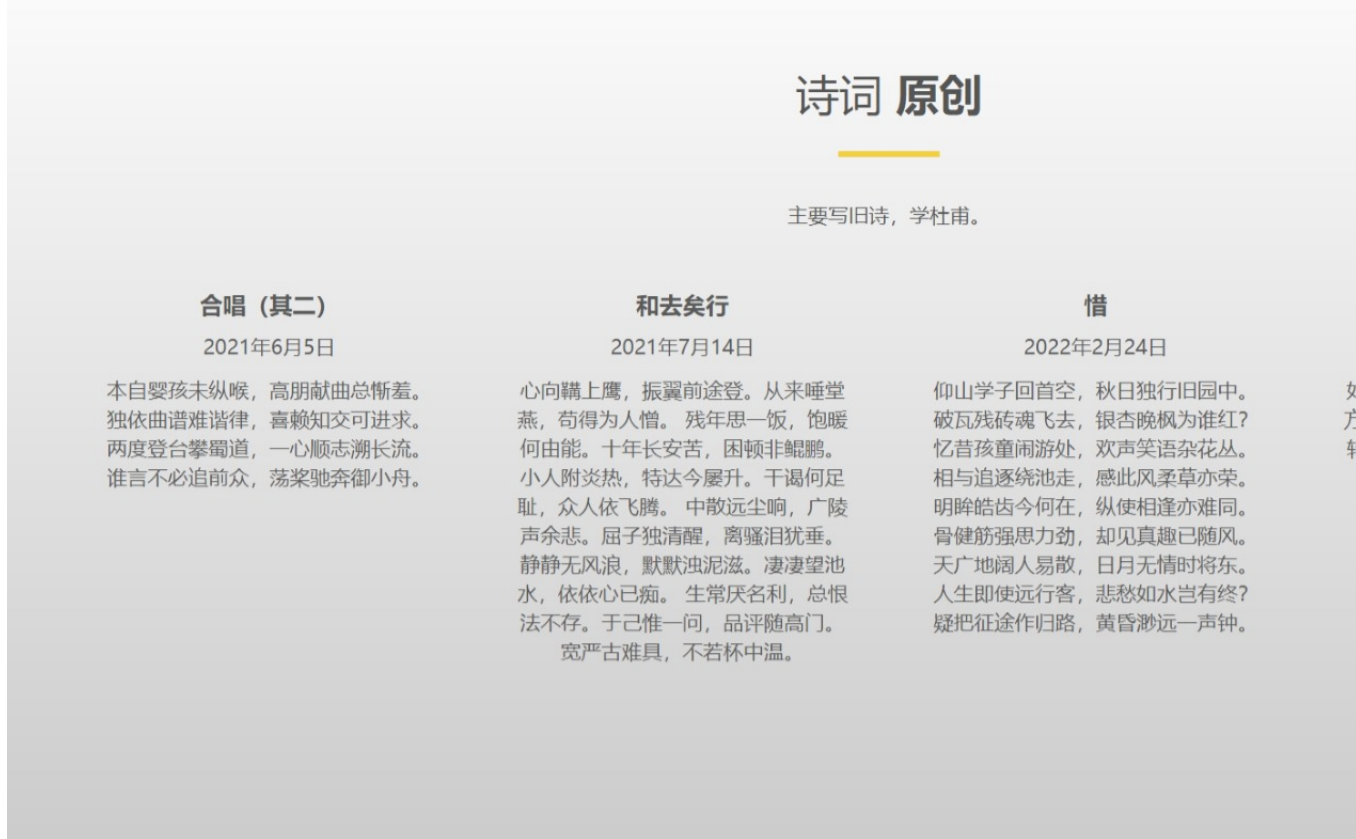 诗词 原创
主要写旧诗，学杜甫。
合唱（其二）
2021年6月5日
本自婴孩未纵喉，高朋献曲总惭羞。
独依曲谱难谐律，喜赖知交可进求。
两度登台攀蜀道，一心顺志溯长流。
谁言不必追前众，荡桨驰奔御小舟。
和去矣行
2021年7月14日
心向鞲上鹰，振翼前途登。从来唾堂
燕，苟得为人憎。 残年思一饭，饱暖
何由能。十年长安苦，困顿非鲲鹏。
小人附炎热，特达今屡升。干谒何足
耻，众人依飞腾。 中散远尘响，广陵
声余悲。屈子独清醒，离骚泪犹垂。
静静无风浪，默默浊泥滋。凄凄望池
水，依依心已痴。 生常厌名利，总恨
法不存。于己惟一问，品评随高门。
宽严古难具，不若杯中温。
惜
2022年2月24日
仰山学子回首空，秋日独行旧园中。
破瓦残砖魂飞去，银杏晚枫为谁红？
忆昔孩童闹游处，欢声笑语杂花丛。
相与追逐绕池走，感此风柔草亦荣。
明眸皓齿今何在，纵使相逢亦难同。
骨健筋强思力劲，却见真趣已随风。
天广地阔人易散，日月无情时将东。
人生即使远行客，悲愁如水岂有终？
疑把征途作归路，黄昏渺远一声钟。